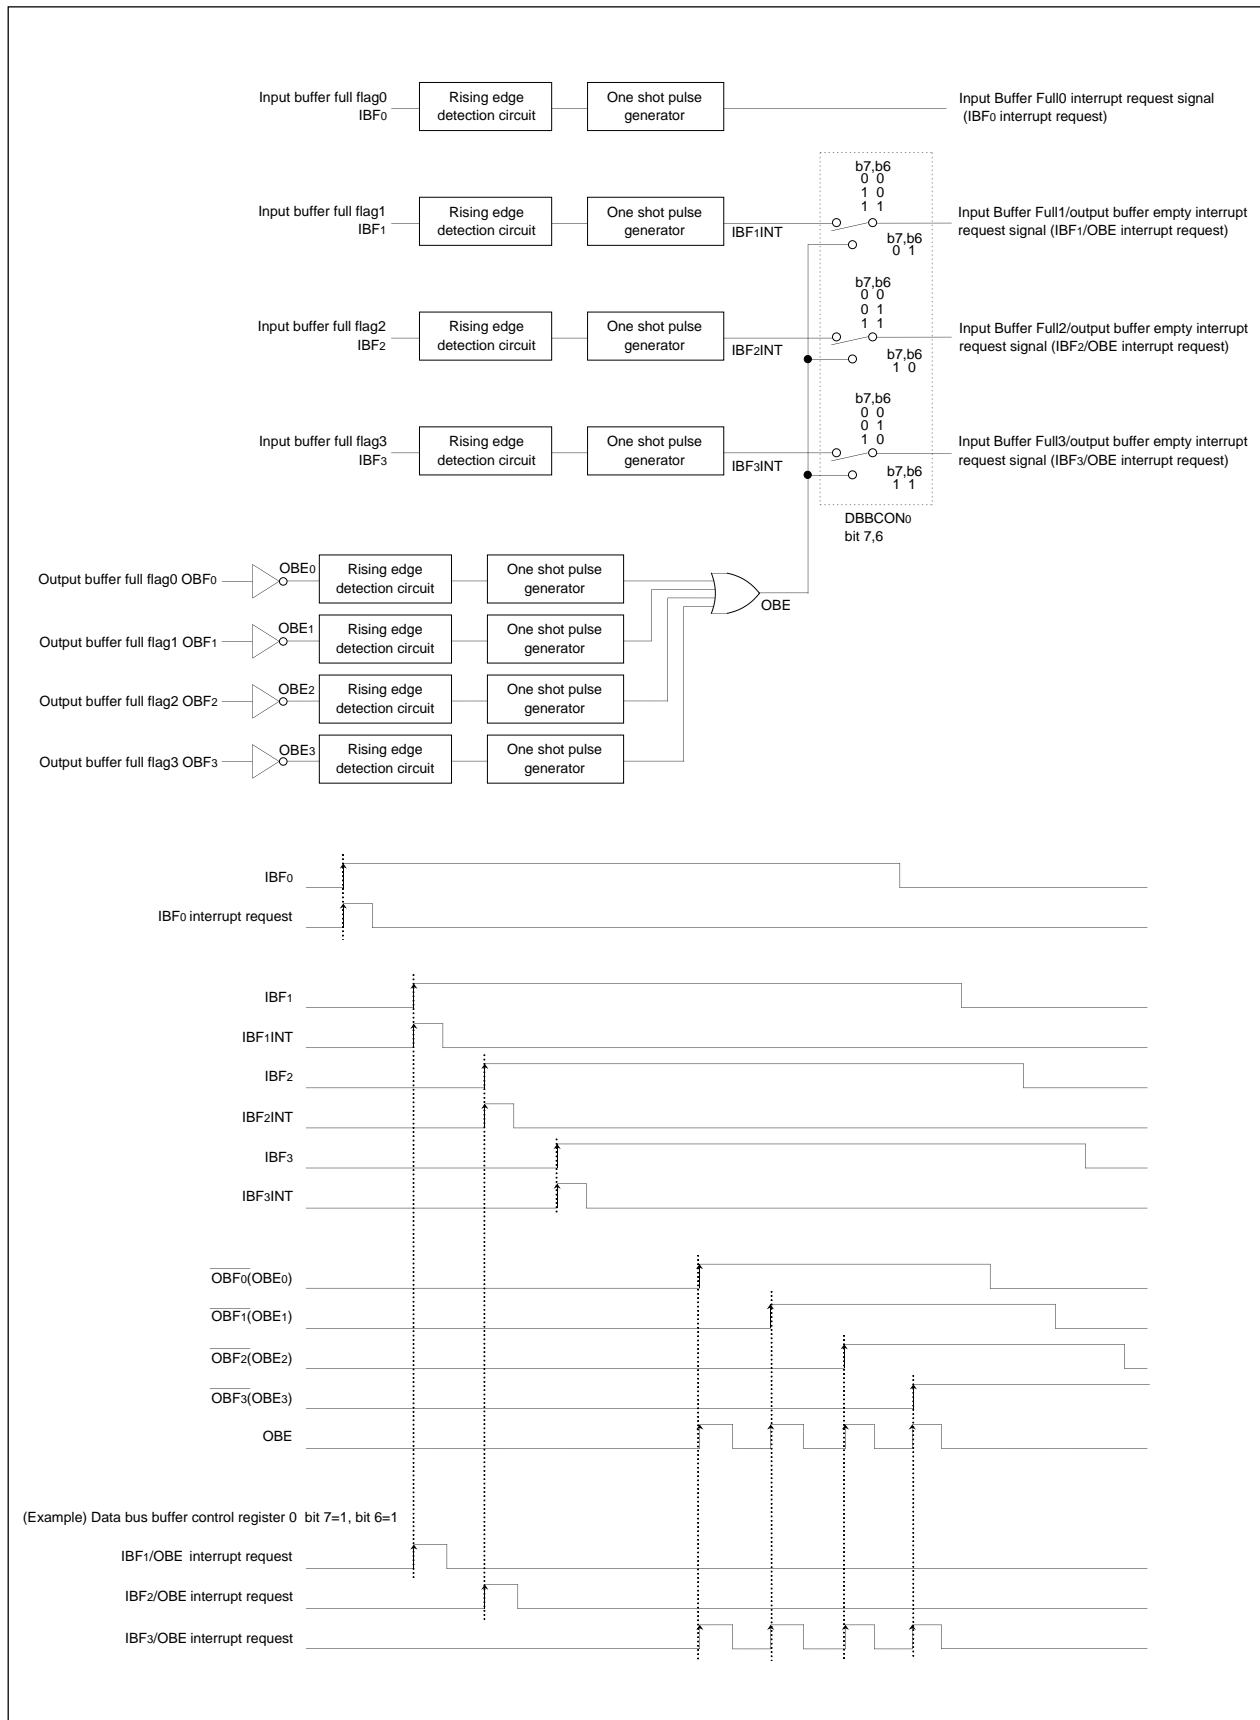 Input buffer full flag0
IBF0
Rising edge
detection circuit
One shot pulse
generator
Input Buffer Full0 interrupt request signal
(IBF0 interrupt request)
b7,b6
0 0
1 0
1 1
Input buffer full flag1
IBF1
Rising edge
detection circuit
One shot pulse
generator
IBF1INT
Input Buffer Full1/output buffer empty interrupt
request signal (IBF1/OBE interrupt request)
b7,b6
0 1
b7,b6
0 0
0 1
1 1
Input buffer full flag2
IBF2
Rising edge
detection circuit
One shot pulse
generator
IBF2INT
Input Buffer Full2/output buffer empty interrupt
request signal (IBF2/OBE interrupt request)
b7,b6
1 0
b7,b6
0 0
0 1
1 0
Input buffer full flag3
IBF3
Rising edge
detection circuit
One shot pulse
generator
IBF3INT
Input Buffer Full3/output buffer empty interrupt
request signal (IBF3/OBE interrupt request)
b7,b6
1 1
DBBCON0
bit 7,6
Output buffer full flag0 OBF0
OBE0
Rising edge
detection circuit
One shot pulse
generator
OBE
Output buffer full flag1 OBF1
OBE1
Rising edge
detection circuit
One shot pulse
generator
Output buffer full flag2 OBF2
OBE2
Rising edge
detection circuit
One shot pulse
generator
Output buffer full flag3 OBF3
OBE3
Rising edge
detection circuit
One shot pulse
generator
IBF0
IBF0 interrupt request
IBF1
IBF1INT
IBF2
IBF2INT
IBF3
IBF3INT
OBF0(OBE0)
OBF1(OBE1)
OBF2(OBE2)
OBF3(OBE3)
OBE
(Example) Data bus buffer control register 0 bit 7=1, bit 6=1
IBF1/OBE interrupt request
IBF2/OBE interrupt request
IBF3/OBE interrupt request